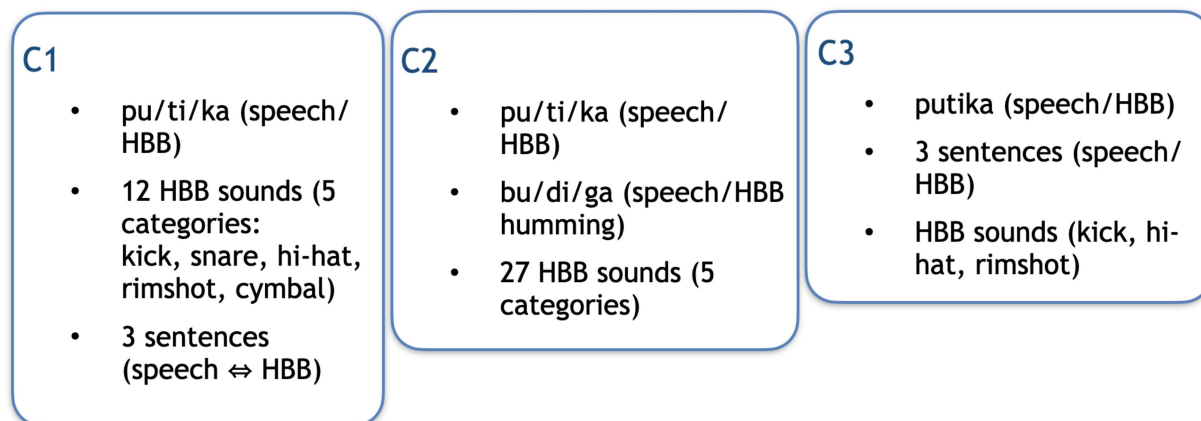 C1
• pu/ti/ka (speech/
HBB)
• 12 HBB sounds (5
categories:
kick, snare, hi-hat,
rimshot, cymbal)
• 3 sentences
(speech ⇔ HBB)
C2
• pu/ti/ka (speech/
HBB)
• bu/di/ga (speech/HBB
humming)
• 27 HBB sounds (5
categories)
C3
• putika (speech/HBB)
• 3 sentences (speech/
HBB)
• HBB sounds (kick, hi-
hat, rimshot)